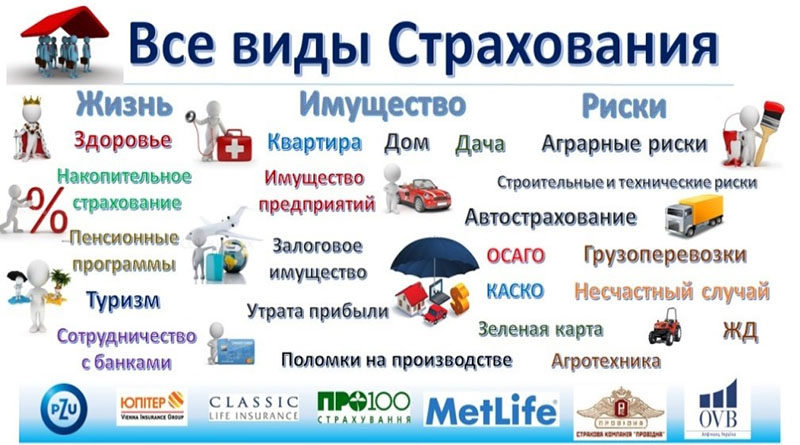 Все виды Страхования
Жизнь
Имущество
Риски
Здоровье
Квартира
Дом
Дача
Аграрные риски
Накопительное
страхование
Имущество
предприятий
Строительные и технические риски
Автострахование
Пенсионные
программы
Залоговое
имущество
ОСАГО
Грузоперевозки
Туризм
Утрата прибыли
КАСКО
Несчастный случай
Сотрудничество
с банками
Зеленая карта
ЖД
Поломки на производстве
Агротехника
PZU
ЮПІТЕР
VIENNA INSURANCE GROUP
CLASSIC
LIFE INSURANCE
ПРО100
СТРАХУВАННЯ
MetLife
ПРОВІДНА
СТРАХОВА КОМПАНІЯ "ПРОВІДНА"
OVB